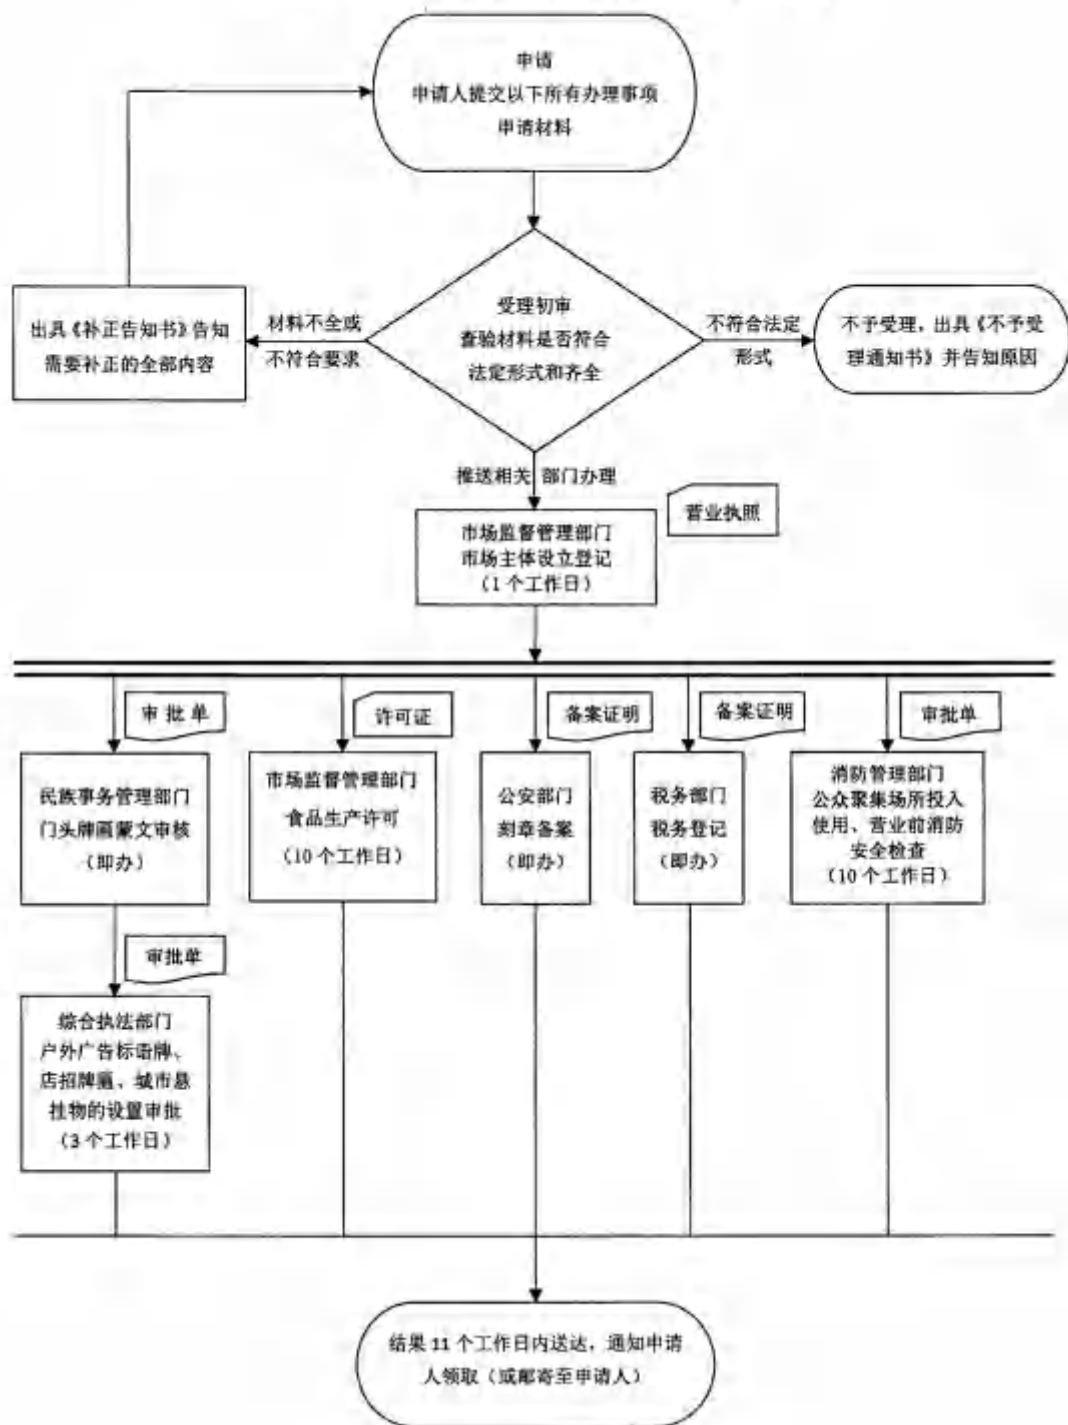 申请
申请人提交以下所有办理事项
申请材料
受理初审
查验材料是否符合
法定形式和齐全
材料不全或
不符合要求
出具《补正告知书》告知
需要补正的全部内容
不符合法定
形式
不予受理，出具《不予受
理通知书》并告知原因
推送相关 部门办理
营业执照
市场监督管理部门
市场主体设立登记
（1 个工作日）
审 批 单
许可证
备案证明
备案证明
审批单
民族事务管理部门
门头牌匾蒙文审核
（即办）
市场监督管理部门
食品生产许可
（10 个工作日）
公安部门
刻章备案
（即办）
税务部门
税务登记
（即办）
消防管理部门
公众聚集场所投入
使用、营业前消防
安全检查
（10 个工作日）
审批单
综合执法部门
户外广告标语牌、
店招牌匾、城市悬
挂物的设置审批
（3 个工作日）
结果 11 个工作日内送达，通知申请
人领取（或邮寄至申请人）